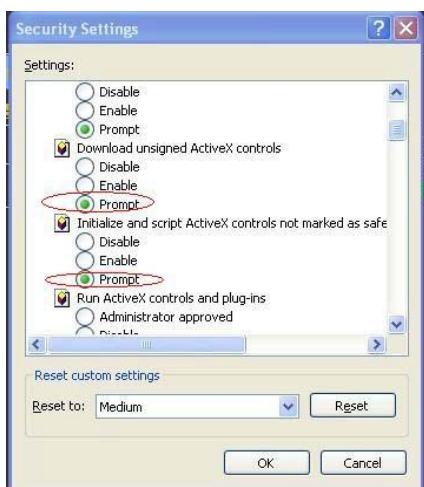 Security Settings
Settings:
Disable
Enable
Prompt
Download unsigned ActiveX controls
Disable
Enable
Prompt
Initialize and script ActiveX controls not marked as safe
Disable
Enable
Prompt
Run ActiveX controls and plug-ins
Administrator approved
Disable
Reset custom settings
Reset to: Medium Reset
OK Cancel